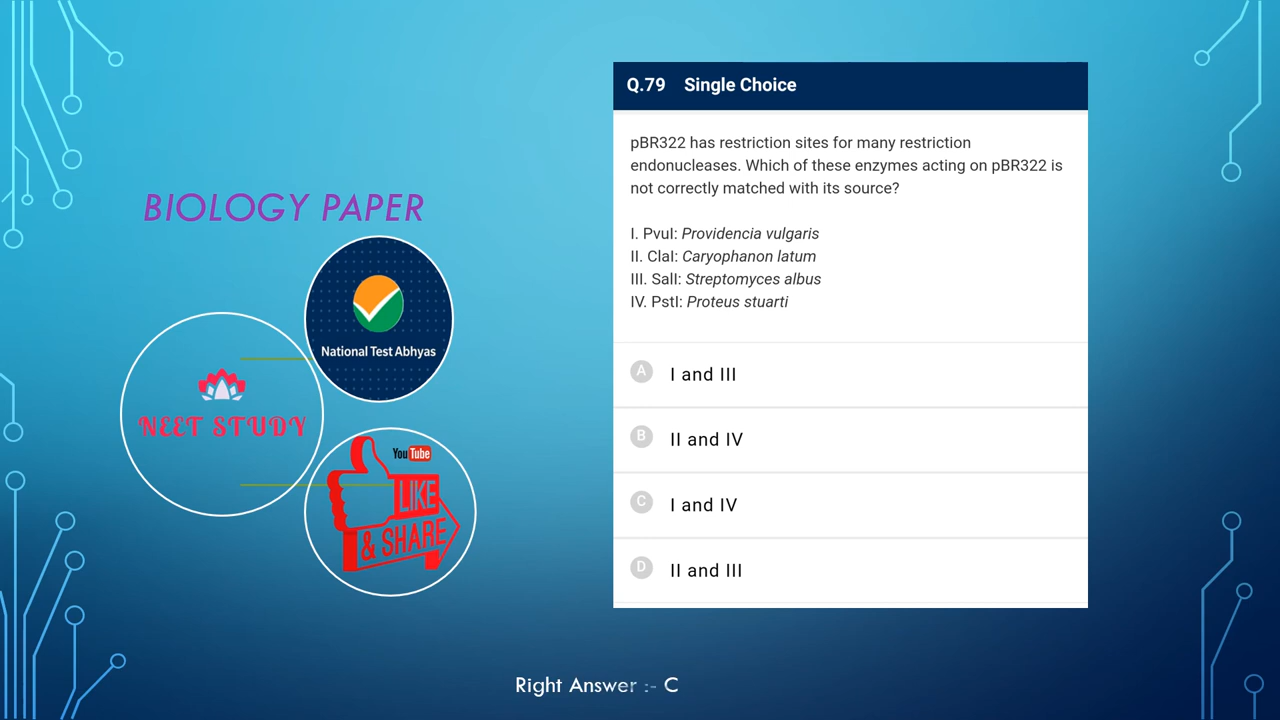 BIOLOGY PAPER
National Test Abhyas
NEET STUDY
YouTube
LIKE
& SHARE
Q.79 Single Choice
pBR322 has restriction sites for many restriction
endonucleases. Which of these enzymes acting on pBR322 is
not correctly matched with its source?
I. PvuI: Providencia vulgaris
II. ClaI: Caryophanon latum
III. SalI: Streptomyces albus
IV. PstI: Proteus stuarti
A I and III
B II and IV
C I and IV
D II and III
Right Answer :- C